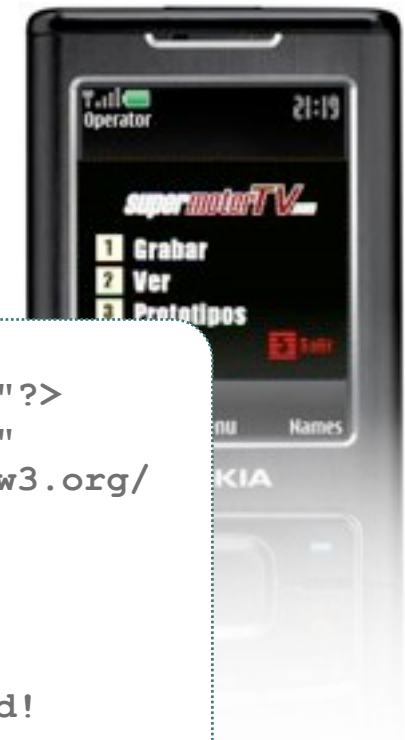 Operator
21:19
supermotorTV
1 Grabar
2 Ver
3 Prototipos
5 Salir
"?>
"
w3.org/
nu Names
KIA
d!